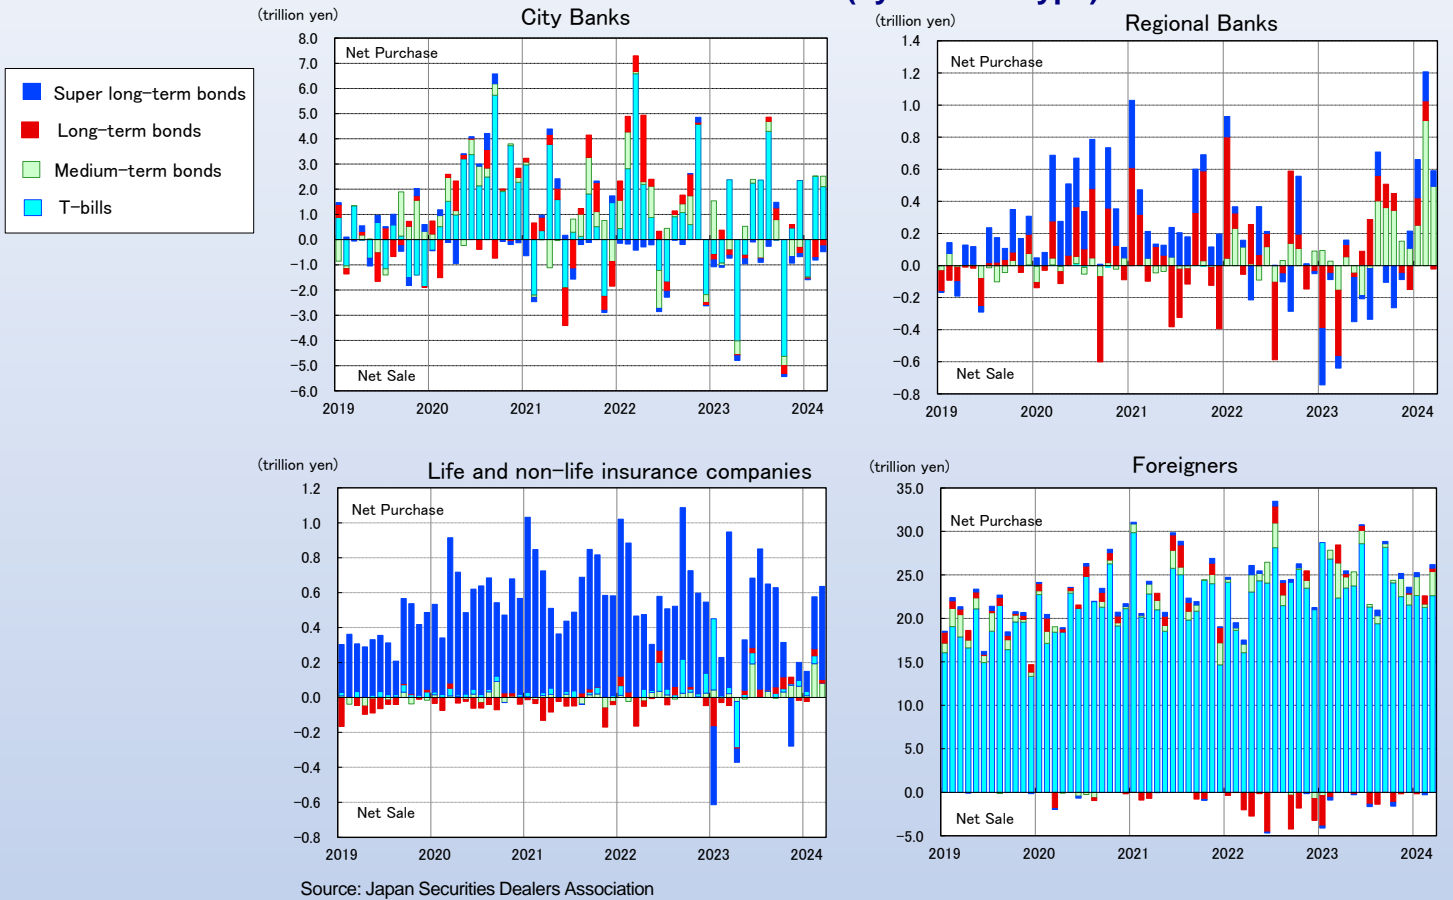 City Banks
(trillion yen)
8.0
7.0
6.0
5.0
4.0
3.0
2.0
1.0
0.0
−1.0
−2.0
−3.0
−4.0
−5.0
−6.0
Net Purchase
Net Sale
2019 2020 2021 2022 2023 2024
Super long-term bonds
Long-term bonds
Medium-term bonds
T-bills
Regional Banks
(trillion yen)
1.4
1.2
1.0
0.8
0.6
0.4
0.2
0.0
−0.2
−0.4
−0.6
−0.8
Net Purchase
Net Sale
2019 2020 2021 2022 2023 2024
Life and non-life insurance companies
(trillion yen)
1.2
1.0
0.8
0.6
0.4
0.2
0.0
−0.2
−0.4
−0.6
−0.8
Net Purchase
Net Sale
2019 2020 2021 2022 2023 2024
Foreigners
(trillion yen)
35.0
30.0
25.0
20.0
15.0
10.0
5.0
0.0
−5.0
Net Purchase
Net Sale
2019 2020 2021 2022 2023 2024
Source: Japan Securities Dealers Association